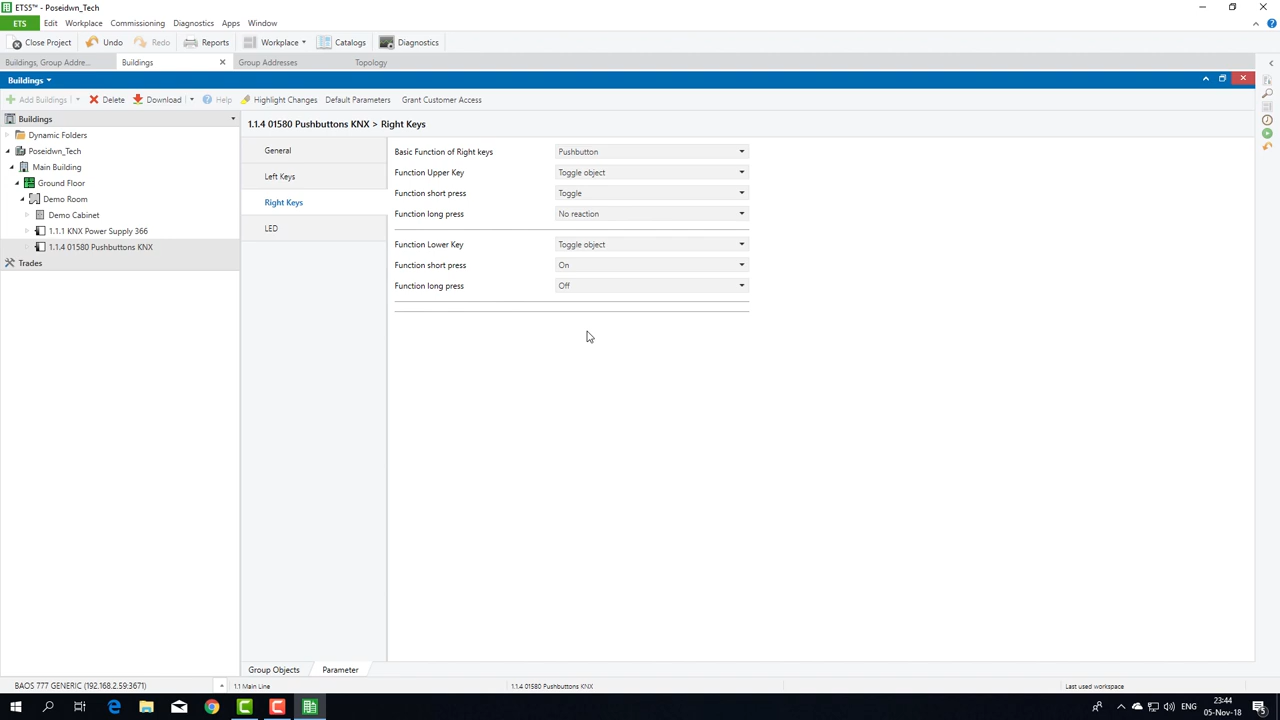 ETS5™ - Poseidwn_Tech
ETS Edit Workplace Commissioning Diagnostics Apps Window
Close Project Undo Redo Reports Workplace Catalogs Diagnostics
Buildings, Group Addre... Buildings Group Addresses Topology
Buildings
Add Buildings Delete Download Help Highlight Changes Default Parameters Grant Customer Access
Buildings
Dynamic Folders
Poseidwn_Tech
Main Building
Ground Floor
Demo Room
Demo Cabinet
1.1.1 KNX Power Supply 366
1.1.4 01580 Pushbuttons KNX
Trades
1.1.4 01580 Pushbuttons KNX > Right Keys
General
Left Keys
Right Keys
LED
Basic Function of Right keys Pushbutton
Function Upper Key Toggle object
Function short press Toggle
Function long press No reaction
Function Lower Key Toggle object
Function short press On
Function long press Off
Group Objects Parameter
BAOS 777 GENERIC (192.168.2.59:3671) 1.1 Main Line 1.1.4 01580 Pushbuttons KNX Last used workspace
ENG 23:44
05-Nov-18